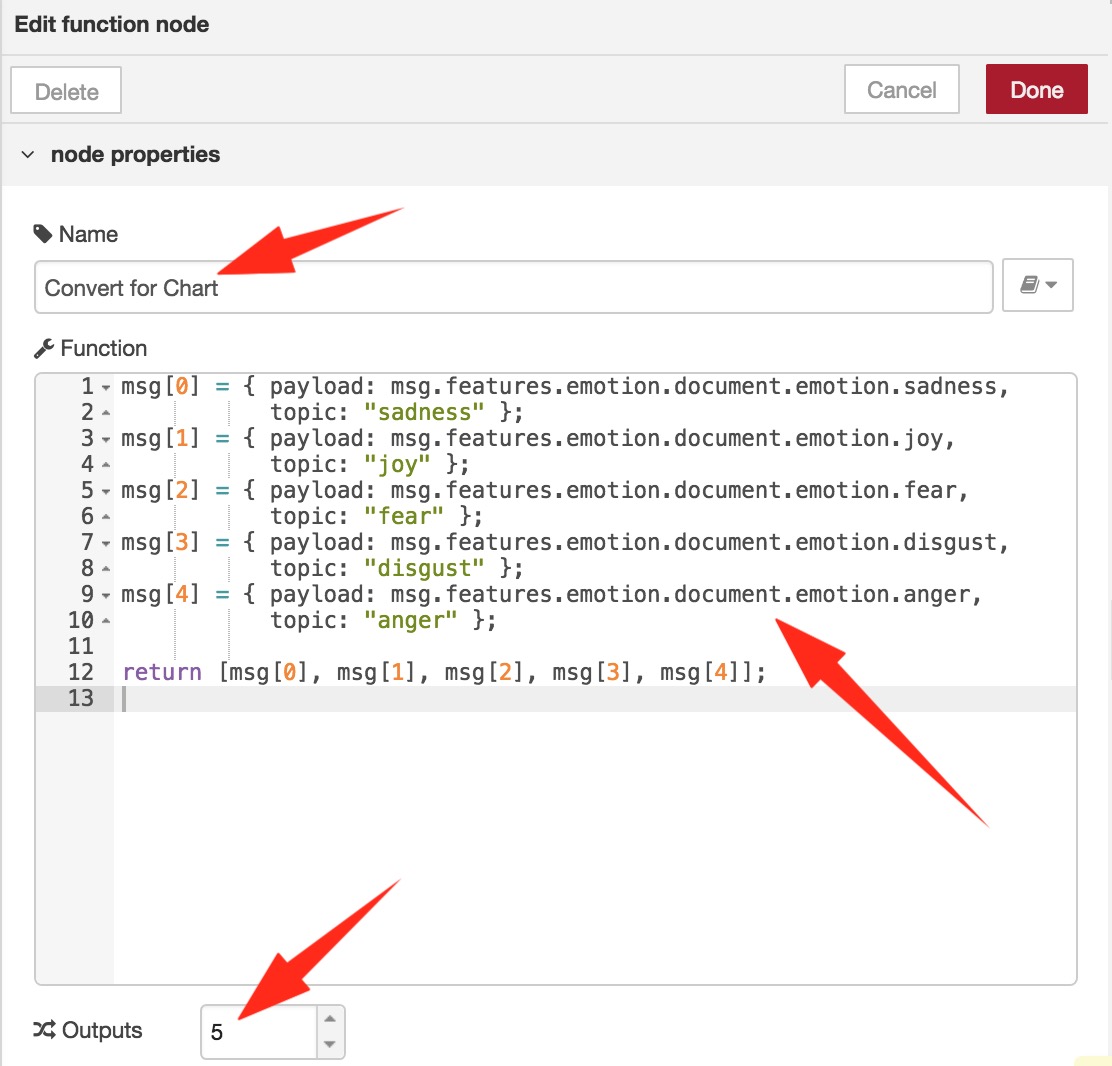 Edit function node
Delete
Cancel
Done
node properties
Name
Convert for Chart
Function
1 msg[0] = { payload: msg.features.emotion.document.emotion.sadness,
2 topic: "sadness" };
3 msg[1] = { payload: msg.features.emotion.document.emotion.joy,
4 topic: "joy" };
5 msg[2] = { payload: msg.features.emotion.document.emotion.fear,
6 topic: "fear" };
7 msg[3] = { payload: msg.features.emotion.document.emotion.disgust,
8 topic: "disgust" };
9 msg[4] = { payload: msg.features.emotion.document.emotion.anger,
10 topic: "anger" };
11
12 return [msg[0], msg[1], msg[2], msg[3], msg[4]];
13
Outputs
5